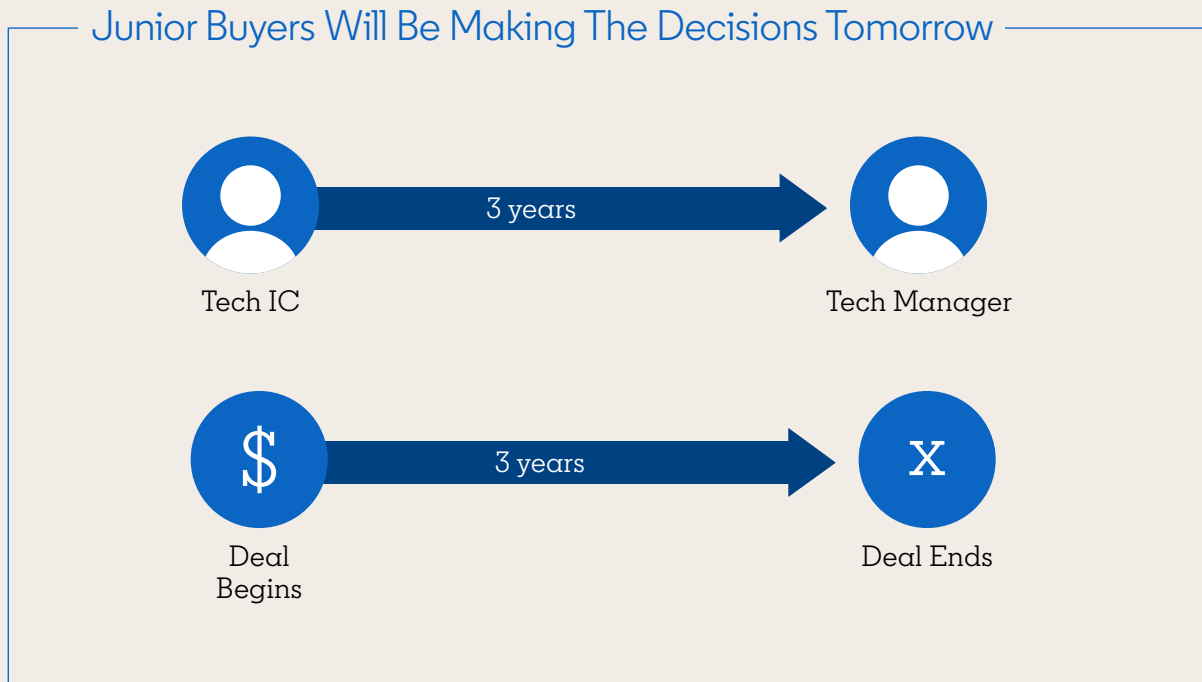 Junior Buyers Will Be Making The Decisions Tomorrow
3 years
Tech IC
Tech Manager
$
3 years
x
Deal
Begins
Deal Ends